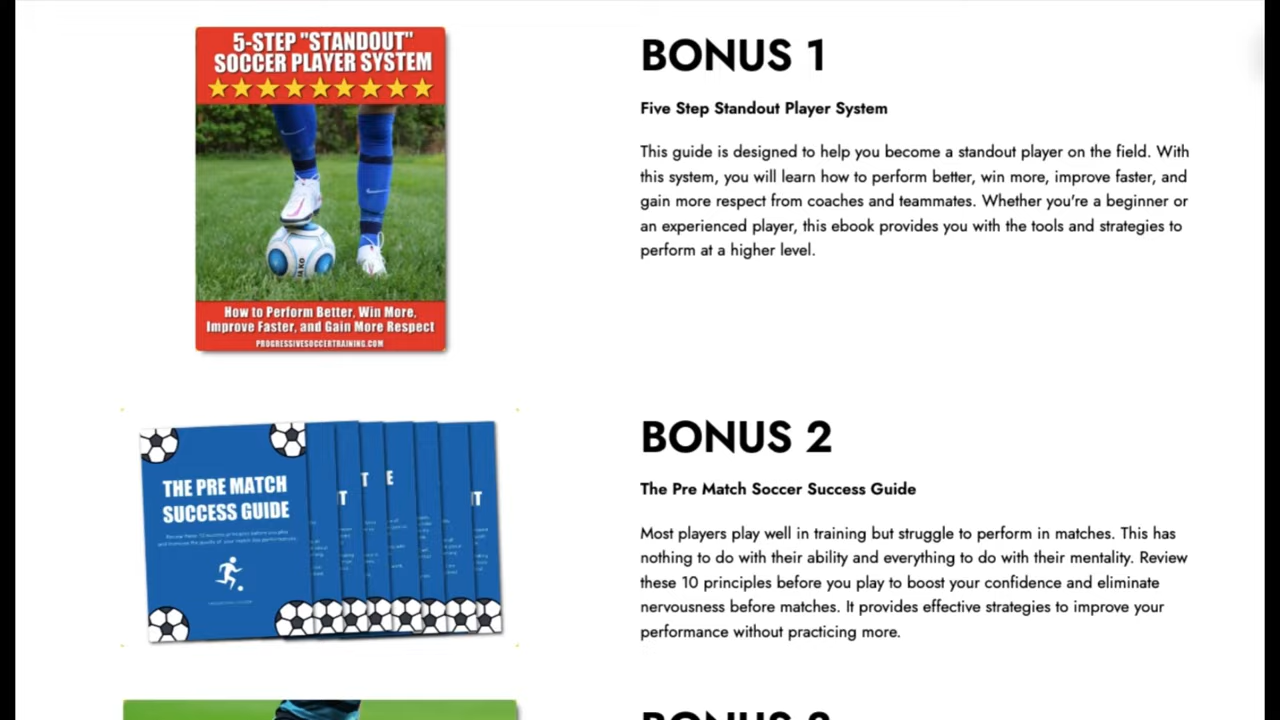 5-STEP "STANDOUT"
SOCCER PLAYER SYSTEM
How to Perform Better, Win More,
Improve Faster, and Gain More Respect
PROGRESSIVESOCCERTRAINING.COM
BONUS 1
Five Step Standout Player System
This guide is designed to help you become a standout player on the field. With
this system, you will learn how to perform better, win more, improve faster, and
gain more respect from coaches and teammates. Whether you're a beginner or
an experienced player, this ebook provides you with the tools and strategies to
perform at a higher level.
THE PRE MATCH
SUCCESS GUIDE
BONUS 2
The Pre Match Soccer Success Guide
Most players play well in training but struggle to perform in matches. This has
nothing to do with their ability and everything to do with their mentality. Review
these 10 principles before you play to boost your confidence and eliminate
nervousness before matches. It provides effective strategies to improve your
performance without practicing more.
BONUS